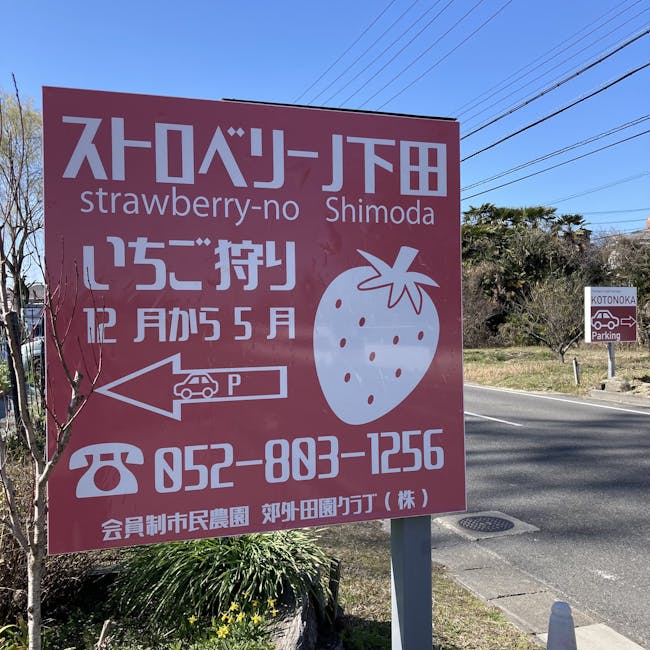 ストロベリーノ下田
strawberry-no Shimoda
いちご狩り
12 月から 5 月
P
052-803-1256
会員制市民農園 郊外田園クラブ(株)
KOTONOKA
Parking